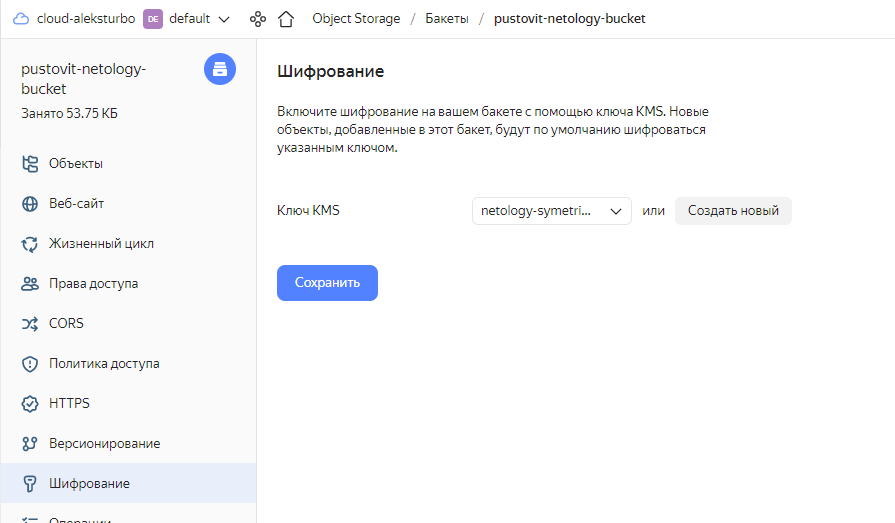 cloud-aleksturbo DE default Object Storage / Бакеты / pustovit-netology-bucket
pustovit-netology-
bucket
Занято 53.75 КБ
Объекты
Веб-сайт
Жизненный цикл
Права доступа
CORS
Политика доступа
HTTPS
Версионирование
Шифрование
Операции
Шифрование
Включите шифрование на вашем бакете с помощью ключа KMS. Новые
объекты, добавленные в этот бакет, будут по умолчанию шифроваться
указанным ключом.
Ключ KMS netology-symetri... или Создать новый
Сохранить